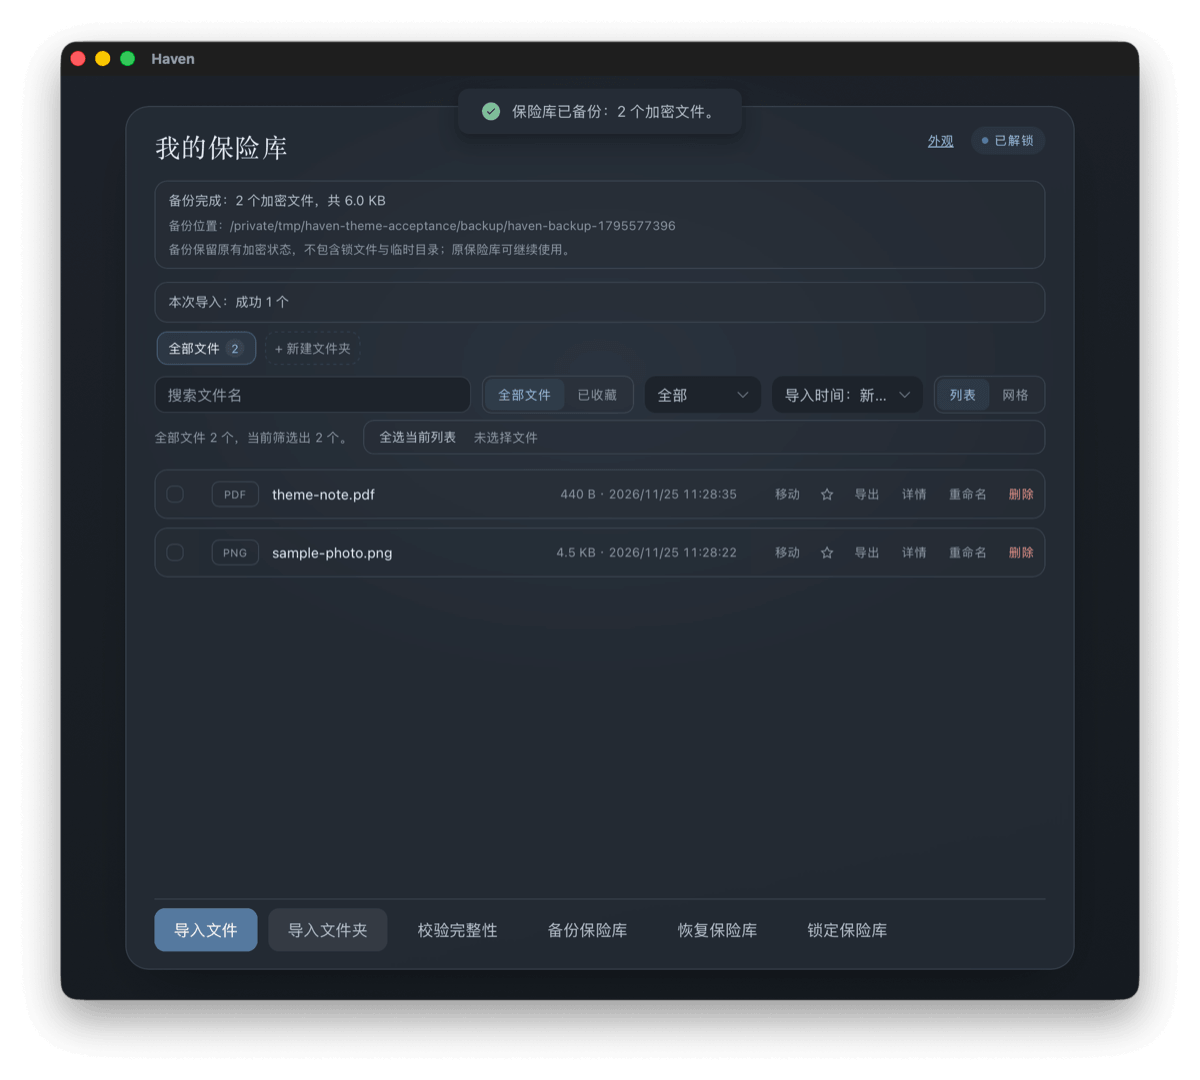 Haven
保险库已备份：2 个加密文件。
我的保险库
外观
已解锁
备份完成：2 个加密文件，共 6.0 KB
备份位置：/private/tmp/haven-theme-acceptance/backup/haven-backup-1795577396
备份保留原有加密状态，不包含锁文件与临时目录；原保险库可继续使用。
本次导入：成功 1 个
全部文件 2 + 新建文件夹
搜索文件名 全部文件 已收藏 全部 导入时间：新... 列表 网格
全部文件 2 个，当前筛选出 2 个。 全选当前列表 未选择文件
PDF theme-note.pdf 440 B · 2026/11/25 11:28:35 移动 导出 详情 重命名 删除
PNG sample-photo.png 4.5 KB · 2026/11/25 11:28:22 移动 导出 详情 重命名 删除
导入文件 导入文件夹 校验完整性 备份保险库 恢复保险库 锁定保险库